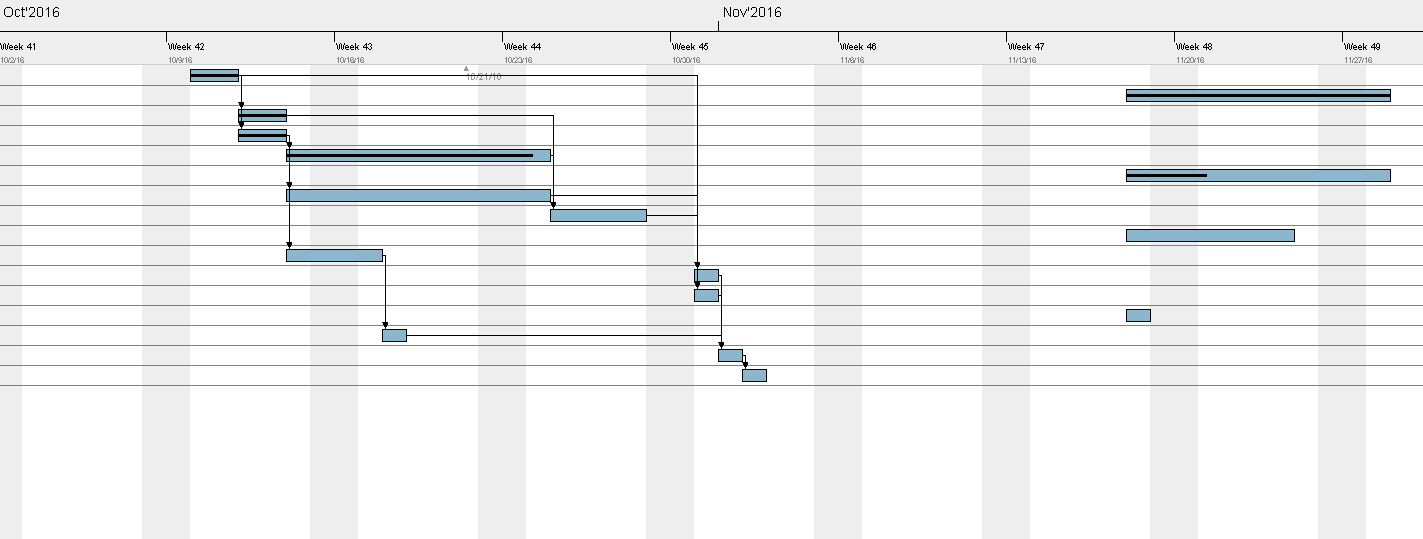 Oct'2016 Nov'2016
Week 41 Week 42 Week 43 Week 44 Week 45 Week 46 Week 47 Week 48 Week 49
10/2/16 10/9/16 10/16/16 10/23/16 10/30/16 11/6/16 11/13/16 11/20/16 11/27/16
10/21/16